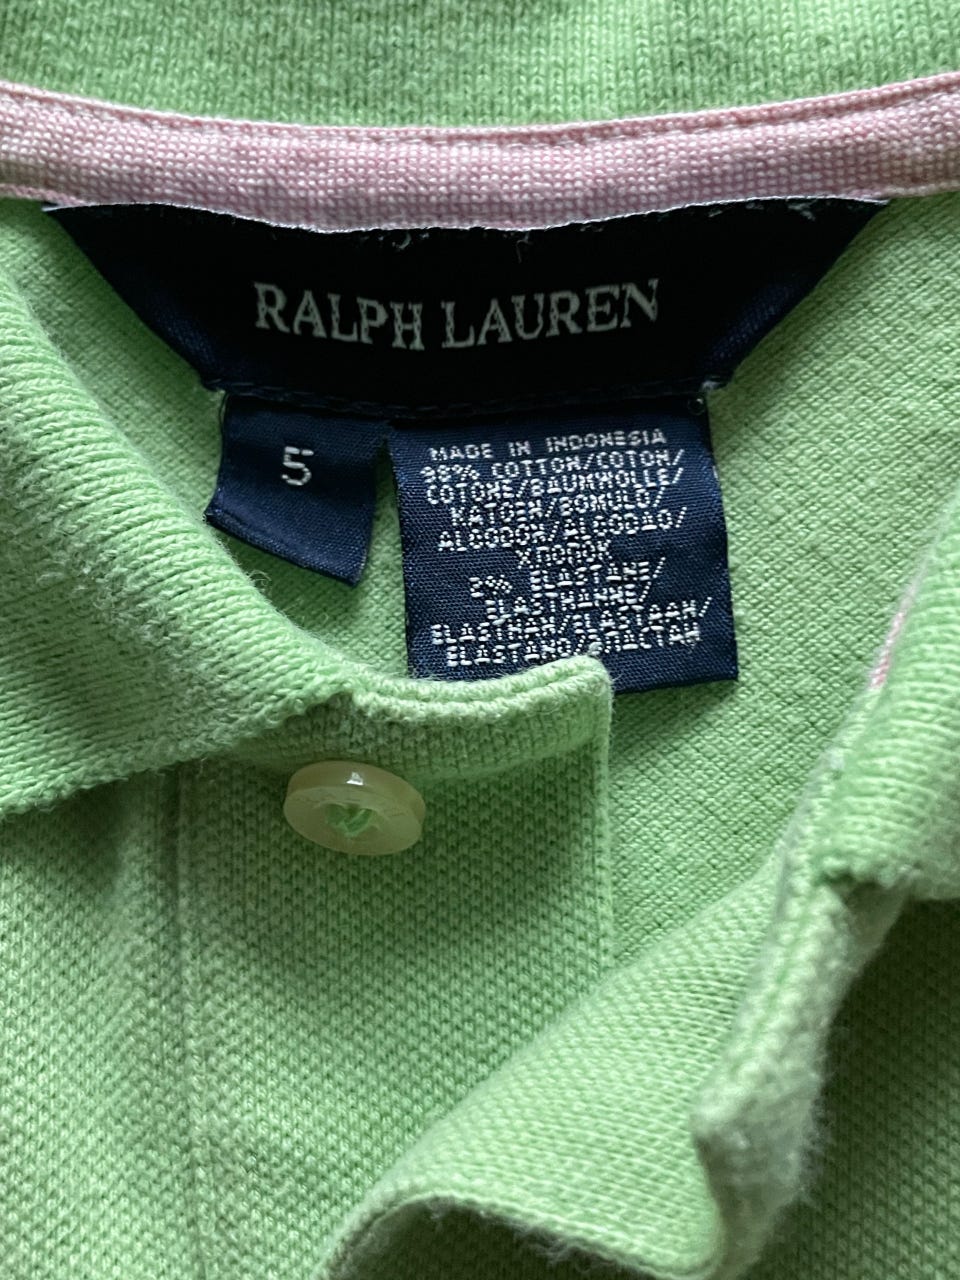 RALPH LAUREN
5
MADE IN INDONESIA
98% COTTON/COTON/
COTONE/BAUMWOLLE/
KATOEN/BOMULD/
ALGODON/ALGODAO/
ХЛОПОК
2% ELASTANE/
ELASTHANNE/
ELASTHAN/ELASTAAN/
ELASTANO/ЭЛАСТАН